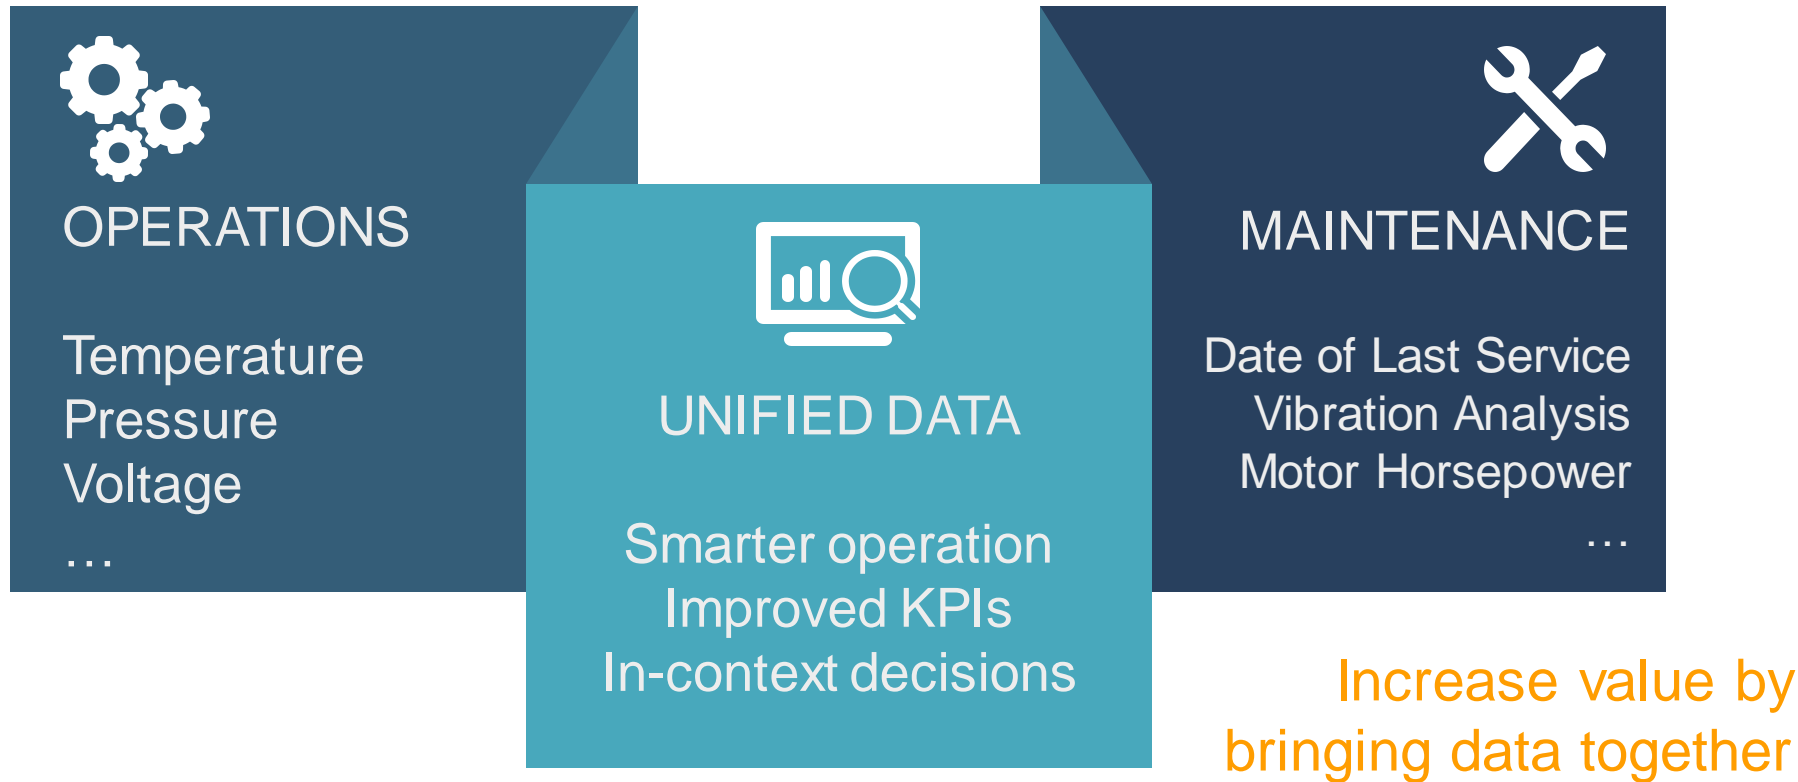 OPERATIONS
Temperature
Pressure
Voltage
…
UNIFIED DATA
Smarter operation
Improved KPIs
In-context decisions
MAINTENANCE
Date of Last Service
Vibration Analysis
Motor Horsepower
…
Increase value by
bringing data together